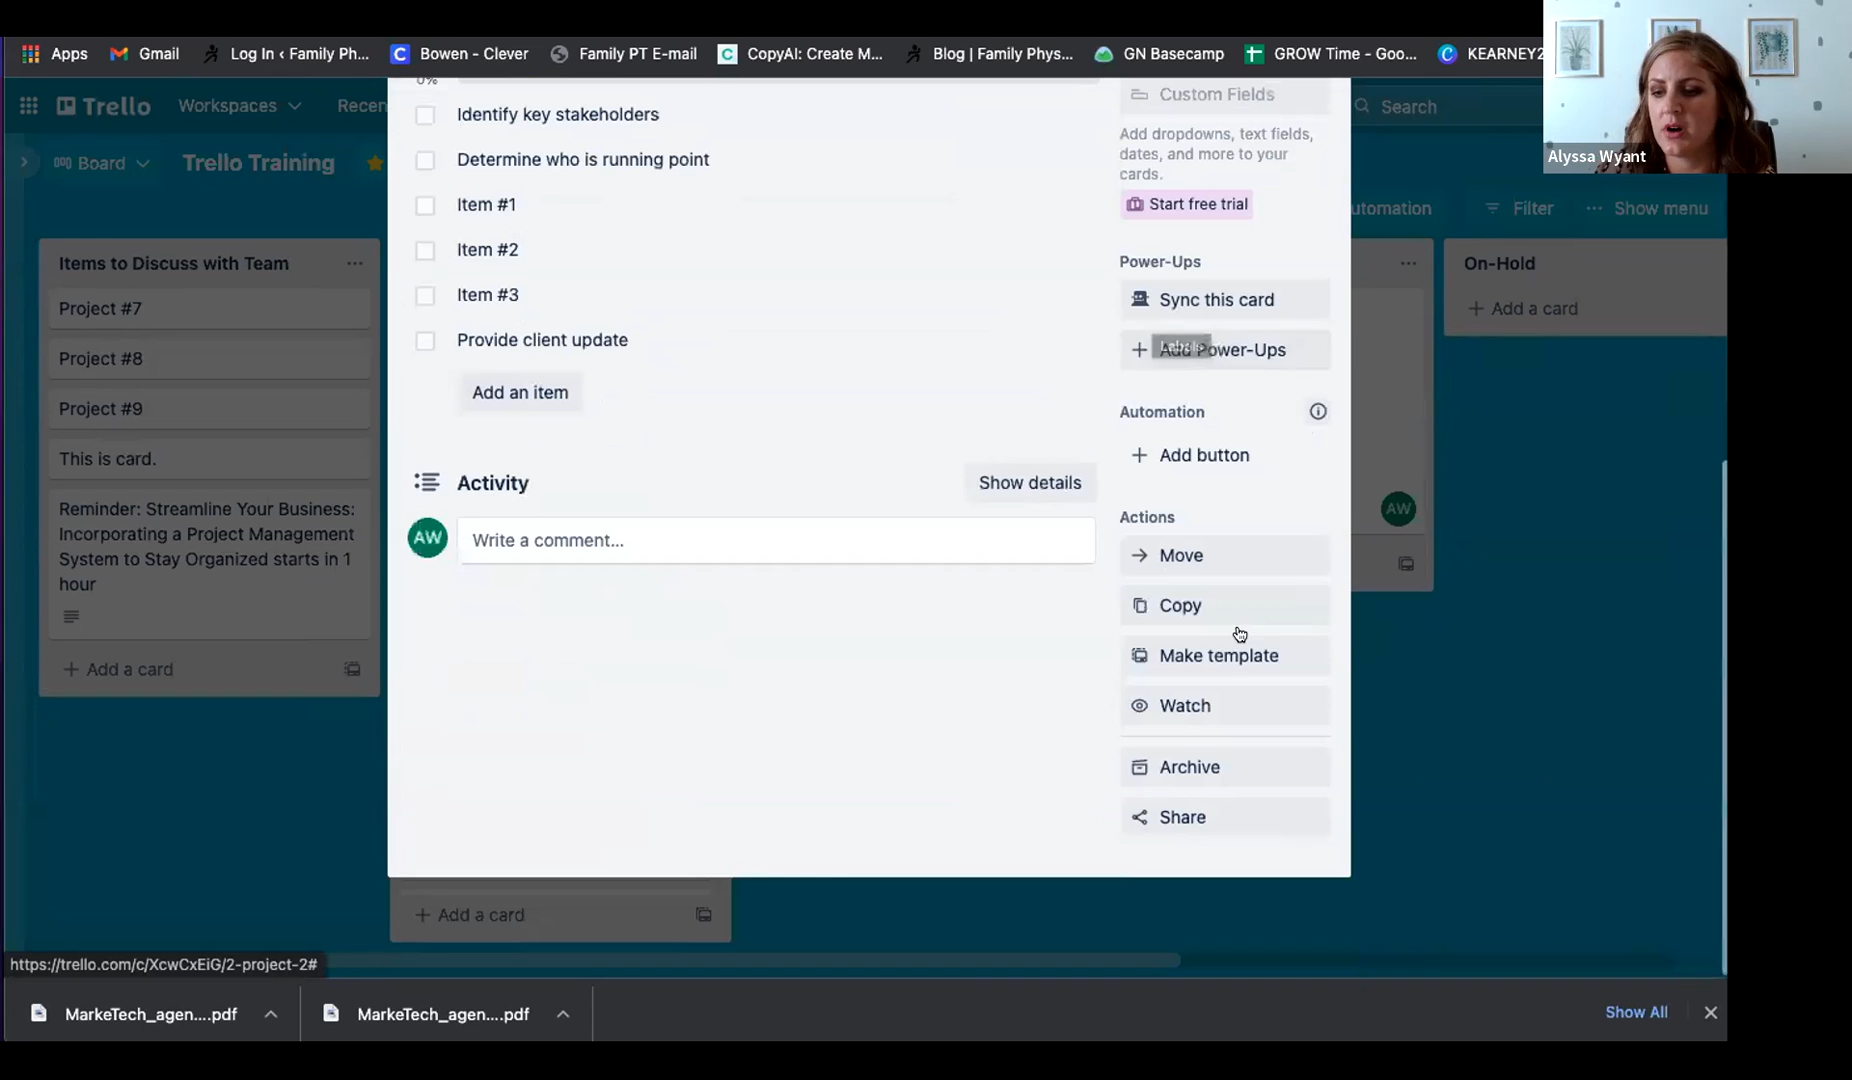 Apps
Gmail
Log In ‹ Family Ph...
Bowen - Clever
Family PT E-mail
CopyAI: Create M...
Blog | Family Phys...
GN Basecamp
GROW Time - Goo...
KEARNEY2
Alyssa Wyant
Trello
Workspaces
Recen
Search
Board
Trello Training
utomation
Filter
Show menu
Items to Discuss with Team
Project #7
Project #8
Project #9
This is card.
Reminder: Streamline Your Business:
Incorporating a Project Management
System to Stay Organized starts in 1
hour
+ Add a card
0%
Identify key stakeholders
Determine who is running point
Item #1
Item #2
Item #3
Provide client update
Add an item
Activity
Show details
AW
Write a comment...
Custom Fields
Add dropdowns, text fields,
dates, and more to your
cards.
Start free trial
Power-Ups
Sync this card
+ Add Power-Ups
Labels
Automation
+ Add button
Actions
Move
Copy
Make template
Watch
Archive
Share
AW
On-Hold
+ Add a card
+ Add a card
https://trello.com/c/XcwCxEiG/2-project-2#
MarkeTech_agen....pdf
MarkeTech_agen....pdf
Show All